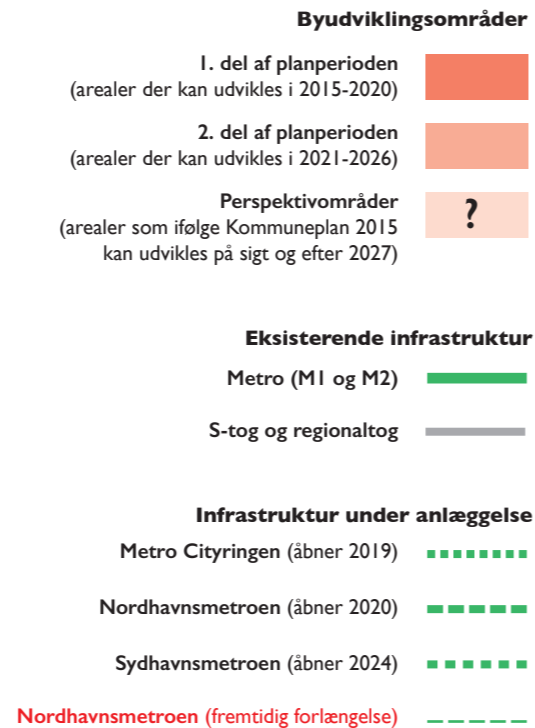 Byudviklingsområder
1. del af planperioden
(arealer der kan udvikles i 2015-2020)
2. del af planperioden
(arealer der kan udvikles i 2021-2026)
Perspektivområder
(arealer som ifølge Kommuneplan 2015
kan udvikles på sigt og efter 2027)
?
Eksisterende infrastruktur
Metro (M1 og M2)
S-tog og regionaltog
Infrastruktur under anlæggelse
Metro Cityringen (åbner 2019)
Nordhavnsmetroen (åbner 2020)
Sydhavnsmetroen (åbner 2024)
Nordhavnsmetroen (fremtidig forlængelse)